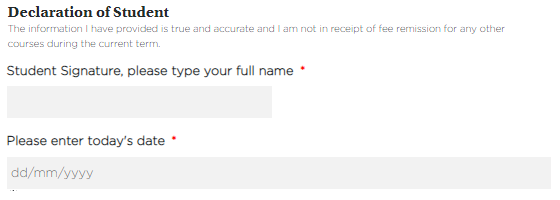 Declaration of Student
The information I have provided is true and accurate and I am not in receipt of fee remission for any other
courses during the current term.
Student Signature, please type your full name *
Please enter today's date *
dd/mm/yyyy